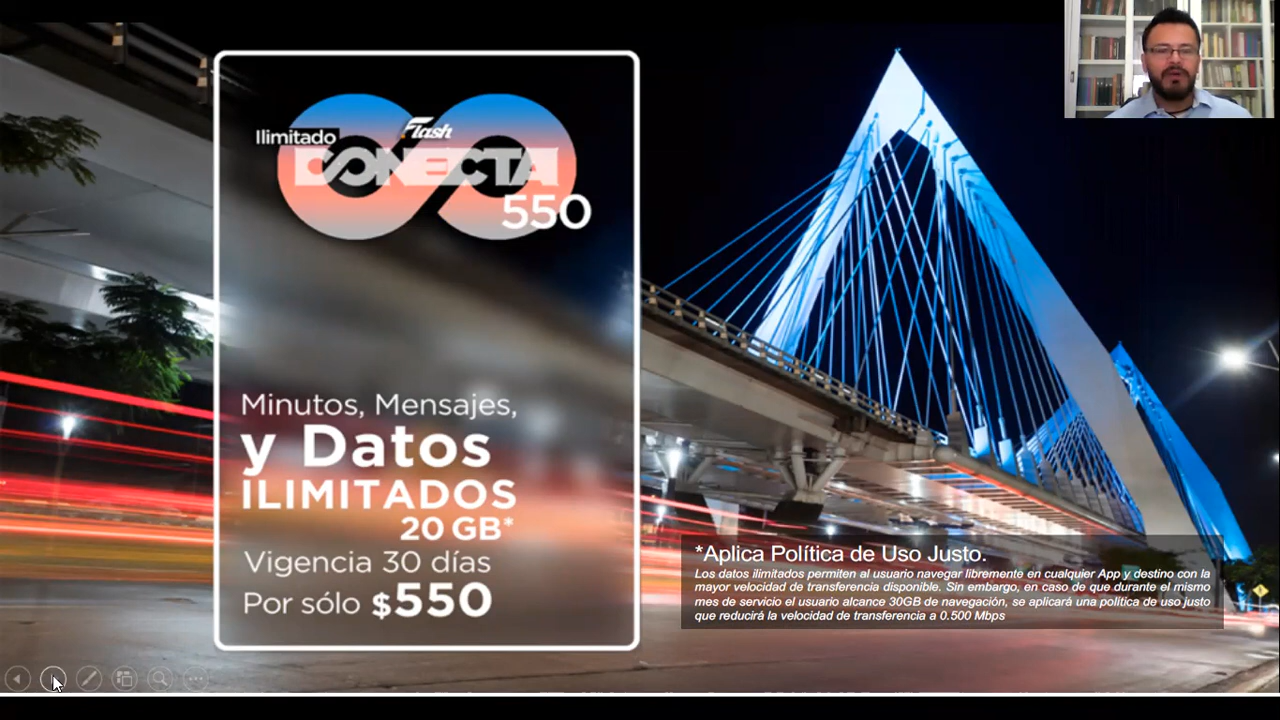 Ilimitado
Flash
CONECTA
550
Minutos, Mensajes,
y Datos
ILIMITADOS
20 GB*
Vigencia 30 días
Por sólo $550
*Aplica Política de Uso Justo.
Los datos ilimitados permiten al usuario navegar libremente en cualquier App y destino con la
mayor velocidad de transferencia disponible. Sin embargo, en caso de que durante el mismo
mes de servicio el usuario alcance 30GB de navegación, se aplicará una política de uso justo
que reducirá la velocidad de transferencia a 0.500 Mbps